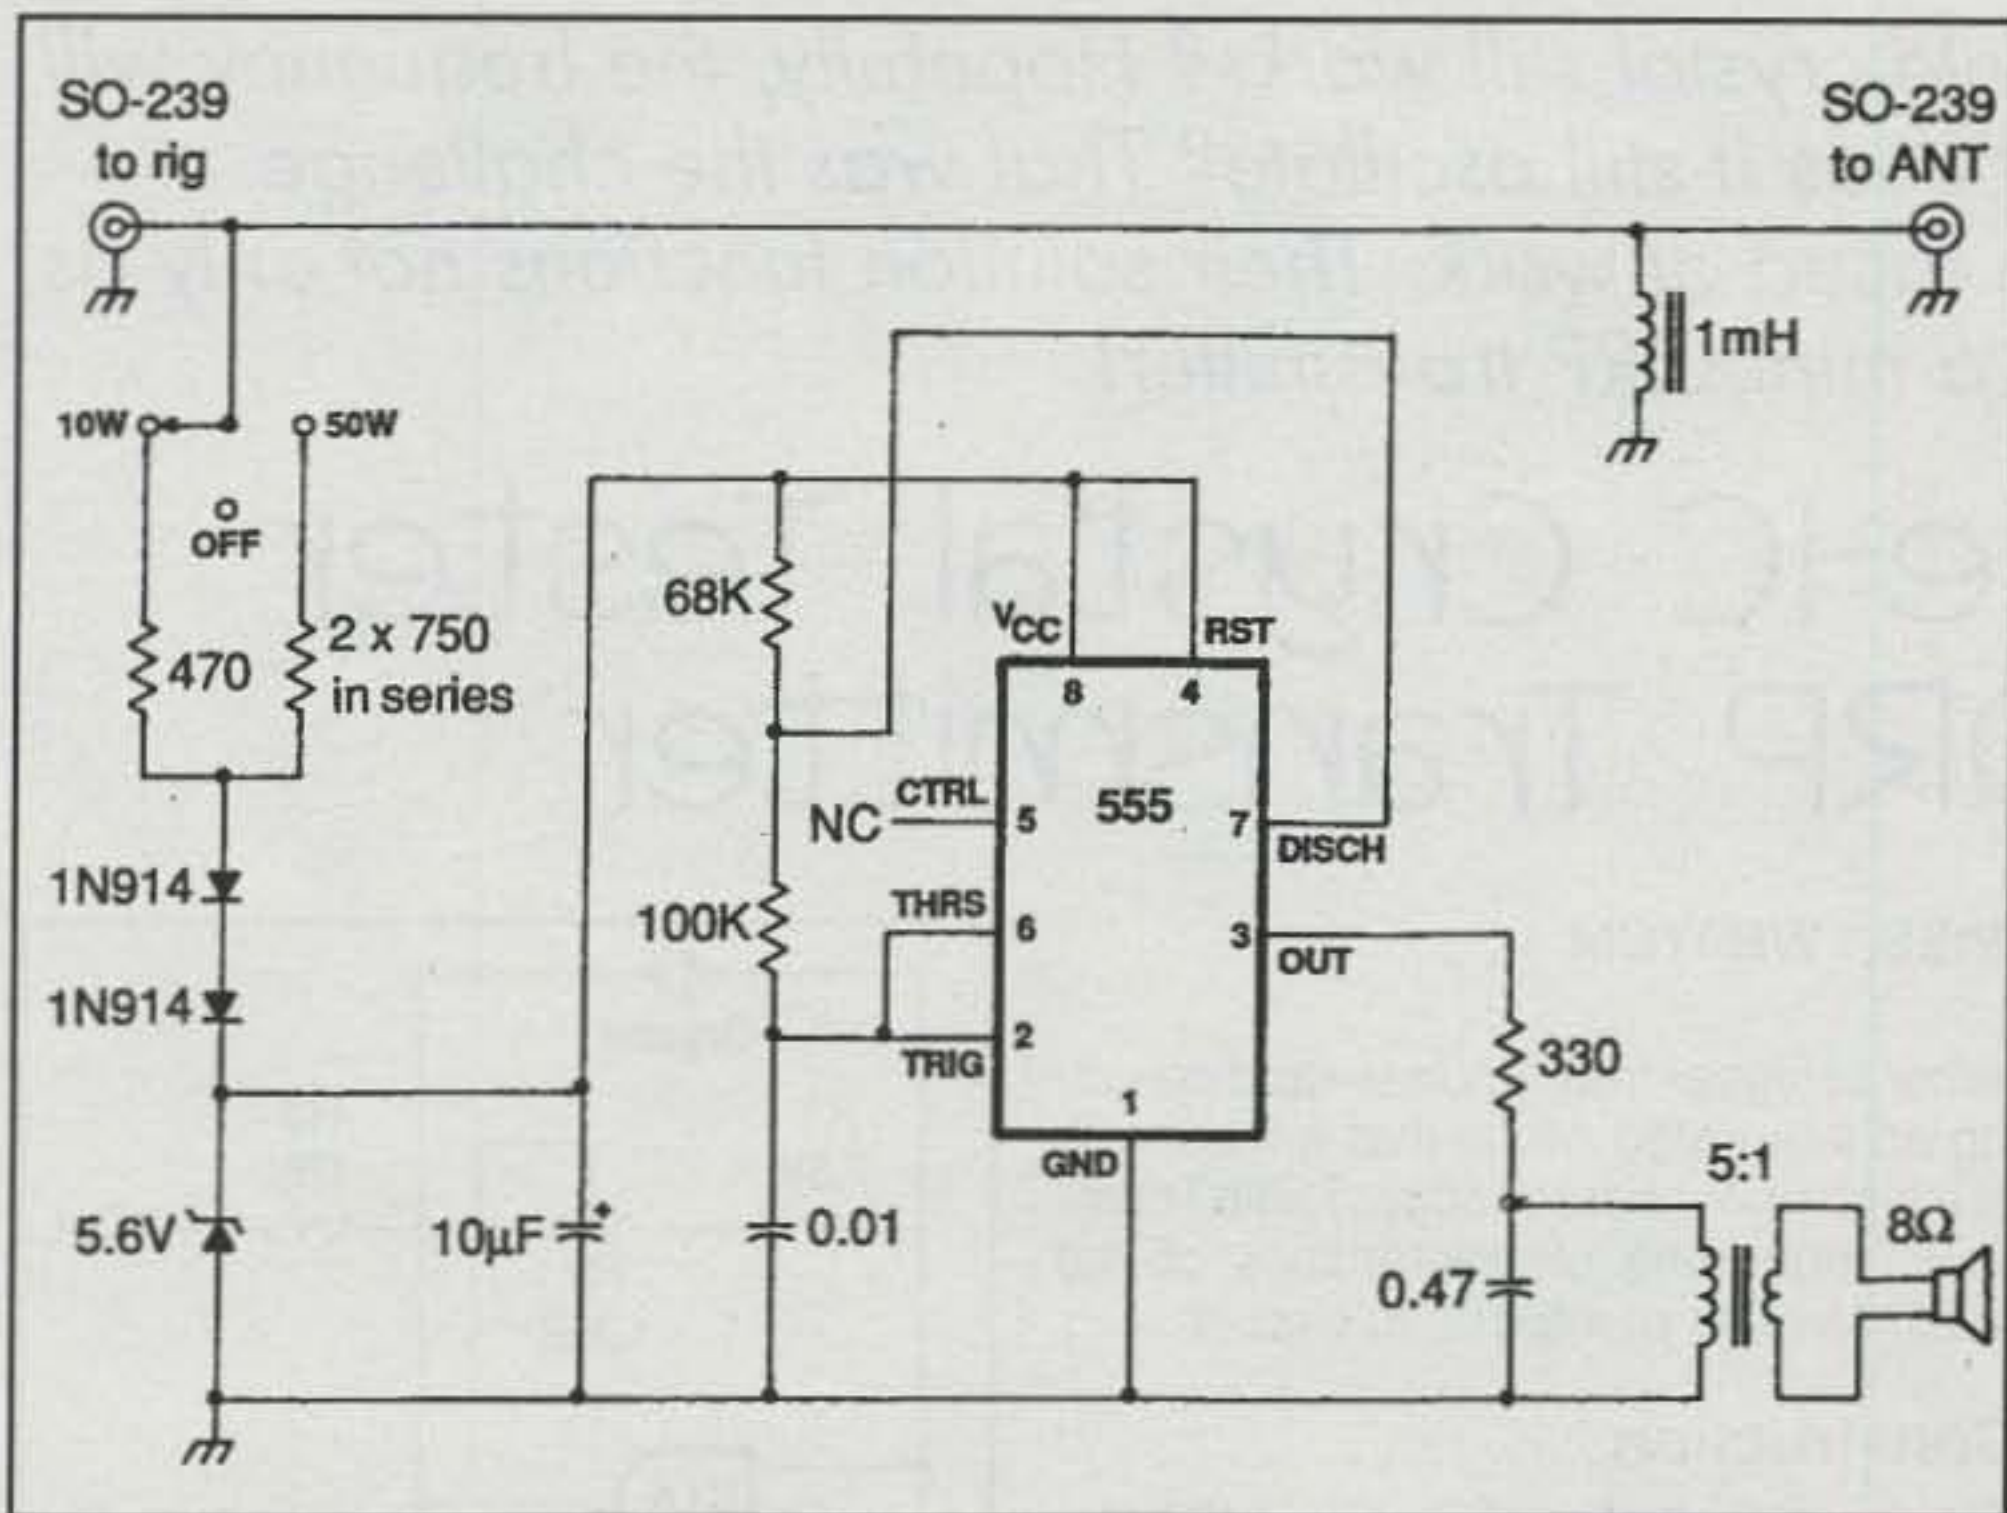 SO-239
to rig
SO-239
to ANT
1mH
10W
50W
OFF
470
2 x 750
in series
68K
VCC
RST
8
4
CTRL
NC
5
555
7
DISCH
1N914
THRS
100K
6
3
OUT
1N914
2
TRIG
330
1
GND
5:1
5.6V
10µF
+
0.01
8Ω
0.47